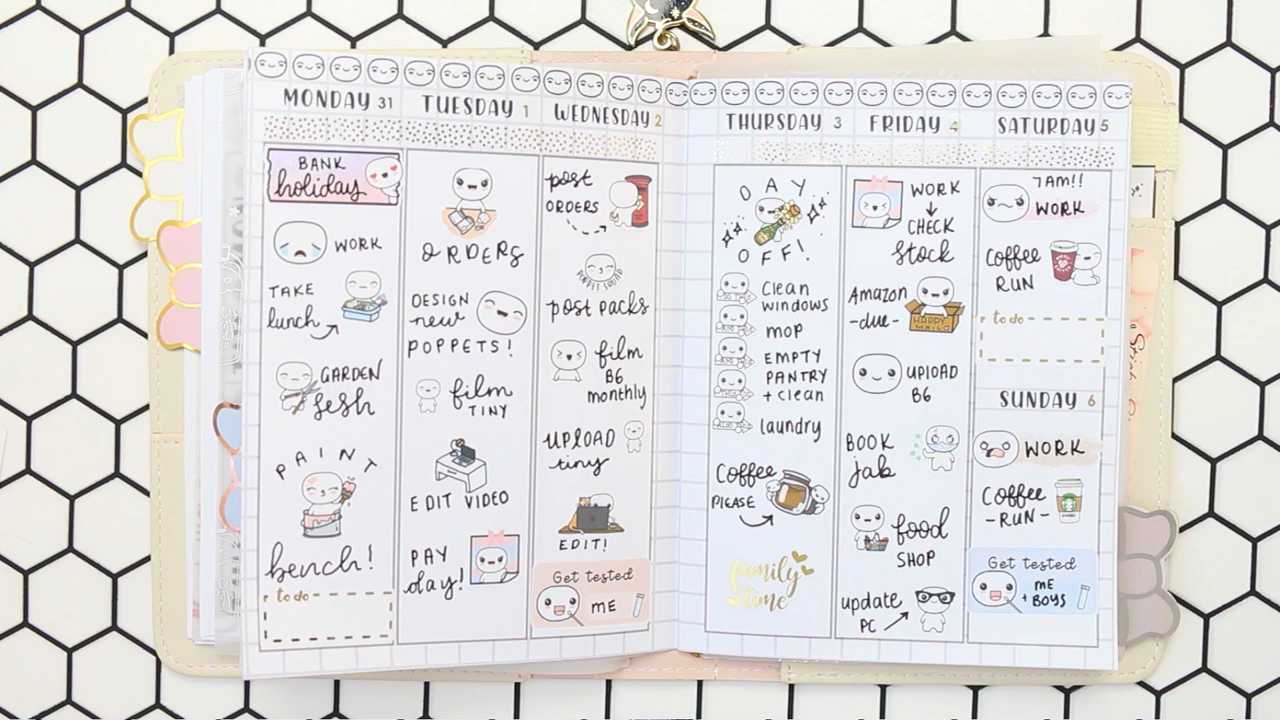 MONDAY 31
BANK
holiday
WORK
TAKE
lunch
GARDEN
sesh
PAINT
bench!
to do
TUESDAY 1
ORDERS
DESIGN
new
POPPETS!
film
TINY
EDIT VIDEO
PAY
day!
WEDNESDAY 2
post
ORDERS
post packs
film
B6
monthly
UPLOAD
tiny
EDIT!
Get tested
ME
THURSDAY 3
DAY
OFF!
Clean
windows
mop
EMPTY
PANTRY
+ clean
laundry
Coffee
PLEASE
family
time
FRIDAY 4
WORK
CHECK
stock
Amazon
-due-
HAPPY
MAIL
UPLOAD
B6
BOOK
jab
food
SHOP
update
PC
SATURDAY 5
7AM!!
WORK
Coffee
RUN
to do
SUNDAY 6
WORK
Coffee
-RUN-
Get tested
ME
+ BOYS